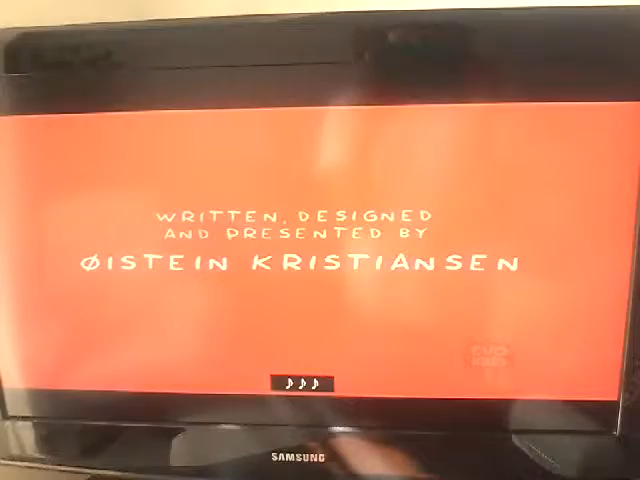 WRITTEN, DESIGNED
AND PRESENTED BY
ØISTEIN KRISTIANSEN
♪♪♪
SAMSUNG